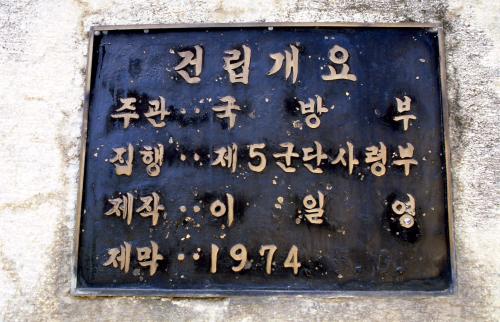 건립개요
주관‥국 방 부
집행‥제5군단사령부
제작‥이 일 영
제막‥1974